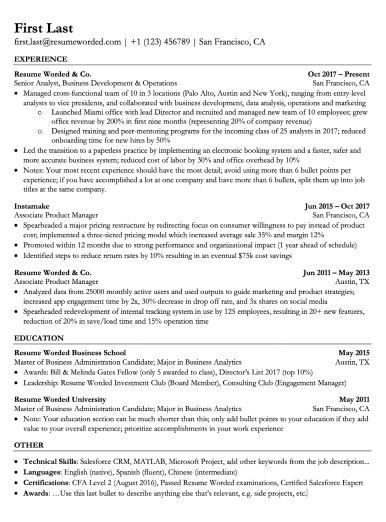 First Last
first.last@resumeworded.com | +1 (123) 456789 | San Francisco, CA
EXPERIENCE
Resume Worded & Co. Oct 2017 – Present
Senior Analyst, Business Development & Operations San Francisco, CA
• Managed cross-functional team of 10 in 3 locations (Palo Alto, Austin and New York), ranging from entry-
level analysts to vice presidents, and collaborated with business development, data analysis, operations and marketing
o Launched Miami office with lead Director and recruited and managed new team of 10 employees; grew
office revenue by 200% in first nine months (representing 20% of company revenue)
o Designed training and peer-mentoring programs for the incoming class of 25 analysts in 2017; reduced
onboarding time for new hires by 50%
• Led the transition to a paperless practice by implementing an electronic booking system and a faster, safer and
more accurate business system; reduced cost of labor by 30% and office overhead by 10%
• Notes: Your most recent experience should have the most detail; avoid using more than 6 bullet points per
experience; if you have accomplished a lot at one company and have more than 6 bullets, split them up into job
titles at the same company.
Instamake Jun 2015 – Oct 2017
Associate Product Manager San Francisco, CA
• Spearheaded a major pricing restructure by redirecting focus on consumer willingness to pay instead of product
cost; implemented a three-tiered pricing model which increased average sale 35% and margin 12%
• Promoted within 12 months due to strong performance and organizational impact (1 year ahead of schedule)
• Identified steps to reduce return rates by 10% resulting in an eventual $75k cost savings
Resume Worded & Co. Jun 2011 – May 2013
Associate Product Manager Austin, TX
• Analyzed data from 25000 monthly active users and used outputs to guide marketing and product strategies;
increased app engagement time by 2x, 30% decrease in drop off rate, and 3x shares on social media
• Spearheaded redevelopment of internal tracking system in use by 125 employees, resulting in 20+ new features,
reduction of 20% in save/load time and 15% operation time
EDUCATION
Resume Worded Business School May 2015
Master of Business Administration Candidate; Major in Business Analytics Austin, TX
• Awards: Bill & Melinda Gates Fellow (only 5 awarded to class), Director's List 2017 (top 10%)
• Leadership: Resume Worded Investment Club (Board Member), Consulting Club (Engagement Manager)
Resume Worded University May 2011
Master of Business Administration Candidate; Major in Business Analytics San Francisco, CA
• Note: Your education section can be much shorter than this; only add bullet points to your education if they add
value to your overall experience; prioritize accomplishments in your work experience
OTHER
• Technical Skills: Salesforce CRM, MATLAB, Microsoft Project, add other keywords from the job description...
• Languages: English (native), Spanish (fluent), Chinese (intermediate)
• Certifications: CFA Level 2 (August 2016), Passed Resume Worded examinations, Certified Salesforce Expert
• Awards: …Use this last bullet to describe anything else that's relevant, e.g. side projects, etc.